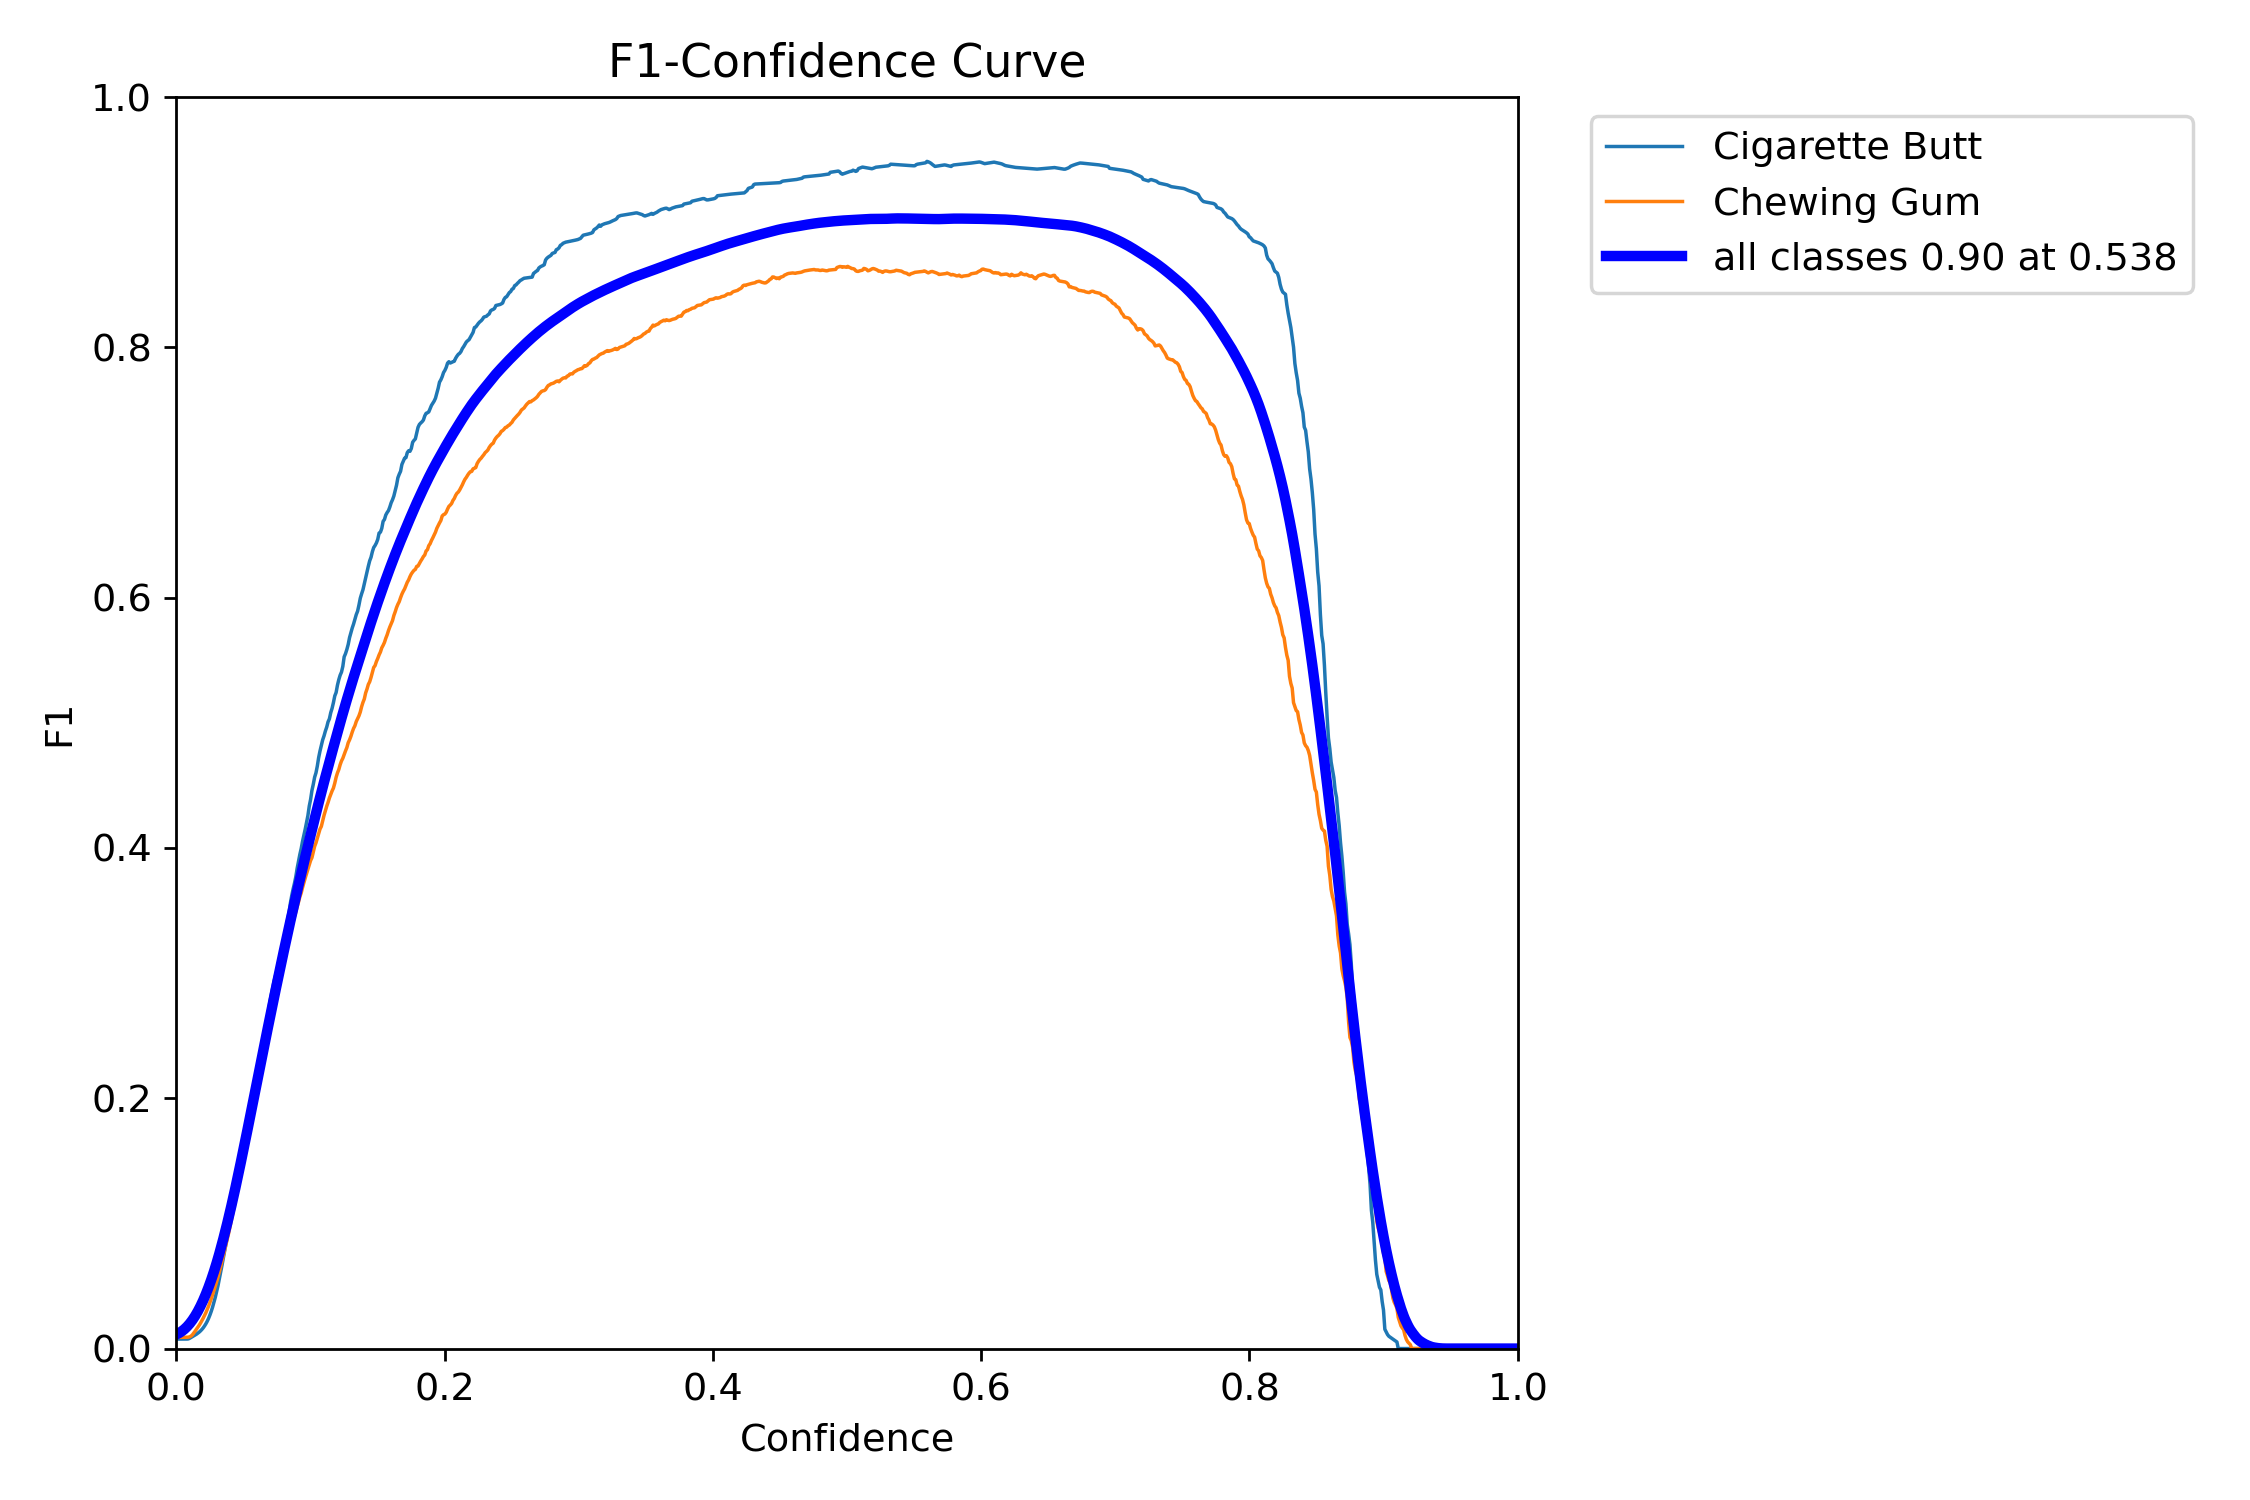 F1-Confidence Curve
1.0
0.8
0.6
0.4
0.2
0.0
F1
0.0 0.2 0.4 0.6 0.8 1.0
Confidence
Cigarette Butt
Chewing Gum
all classes 0.90 at 0.538